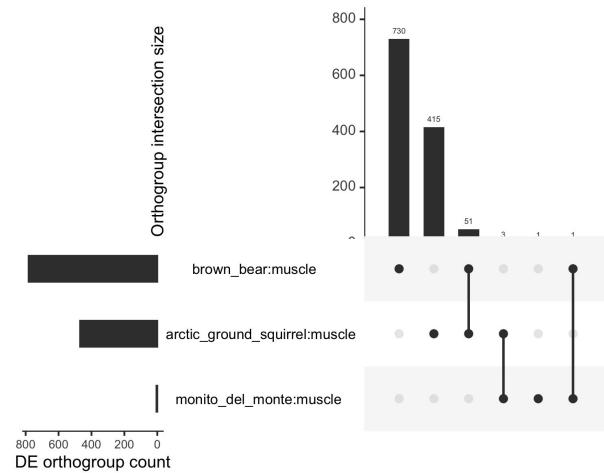 Orthogroup intersection size
800
600
400
200
730
415
51
3
1
1
brown_bear:muscle
arctic_ground_squirrel:muscle
monito_del_monte:muscle
800 600 400 200 0
DE orthogroup count